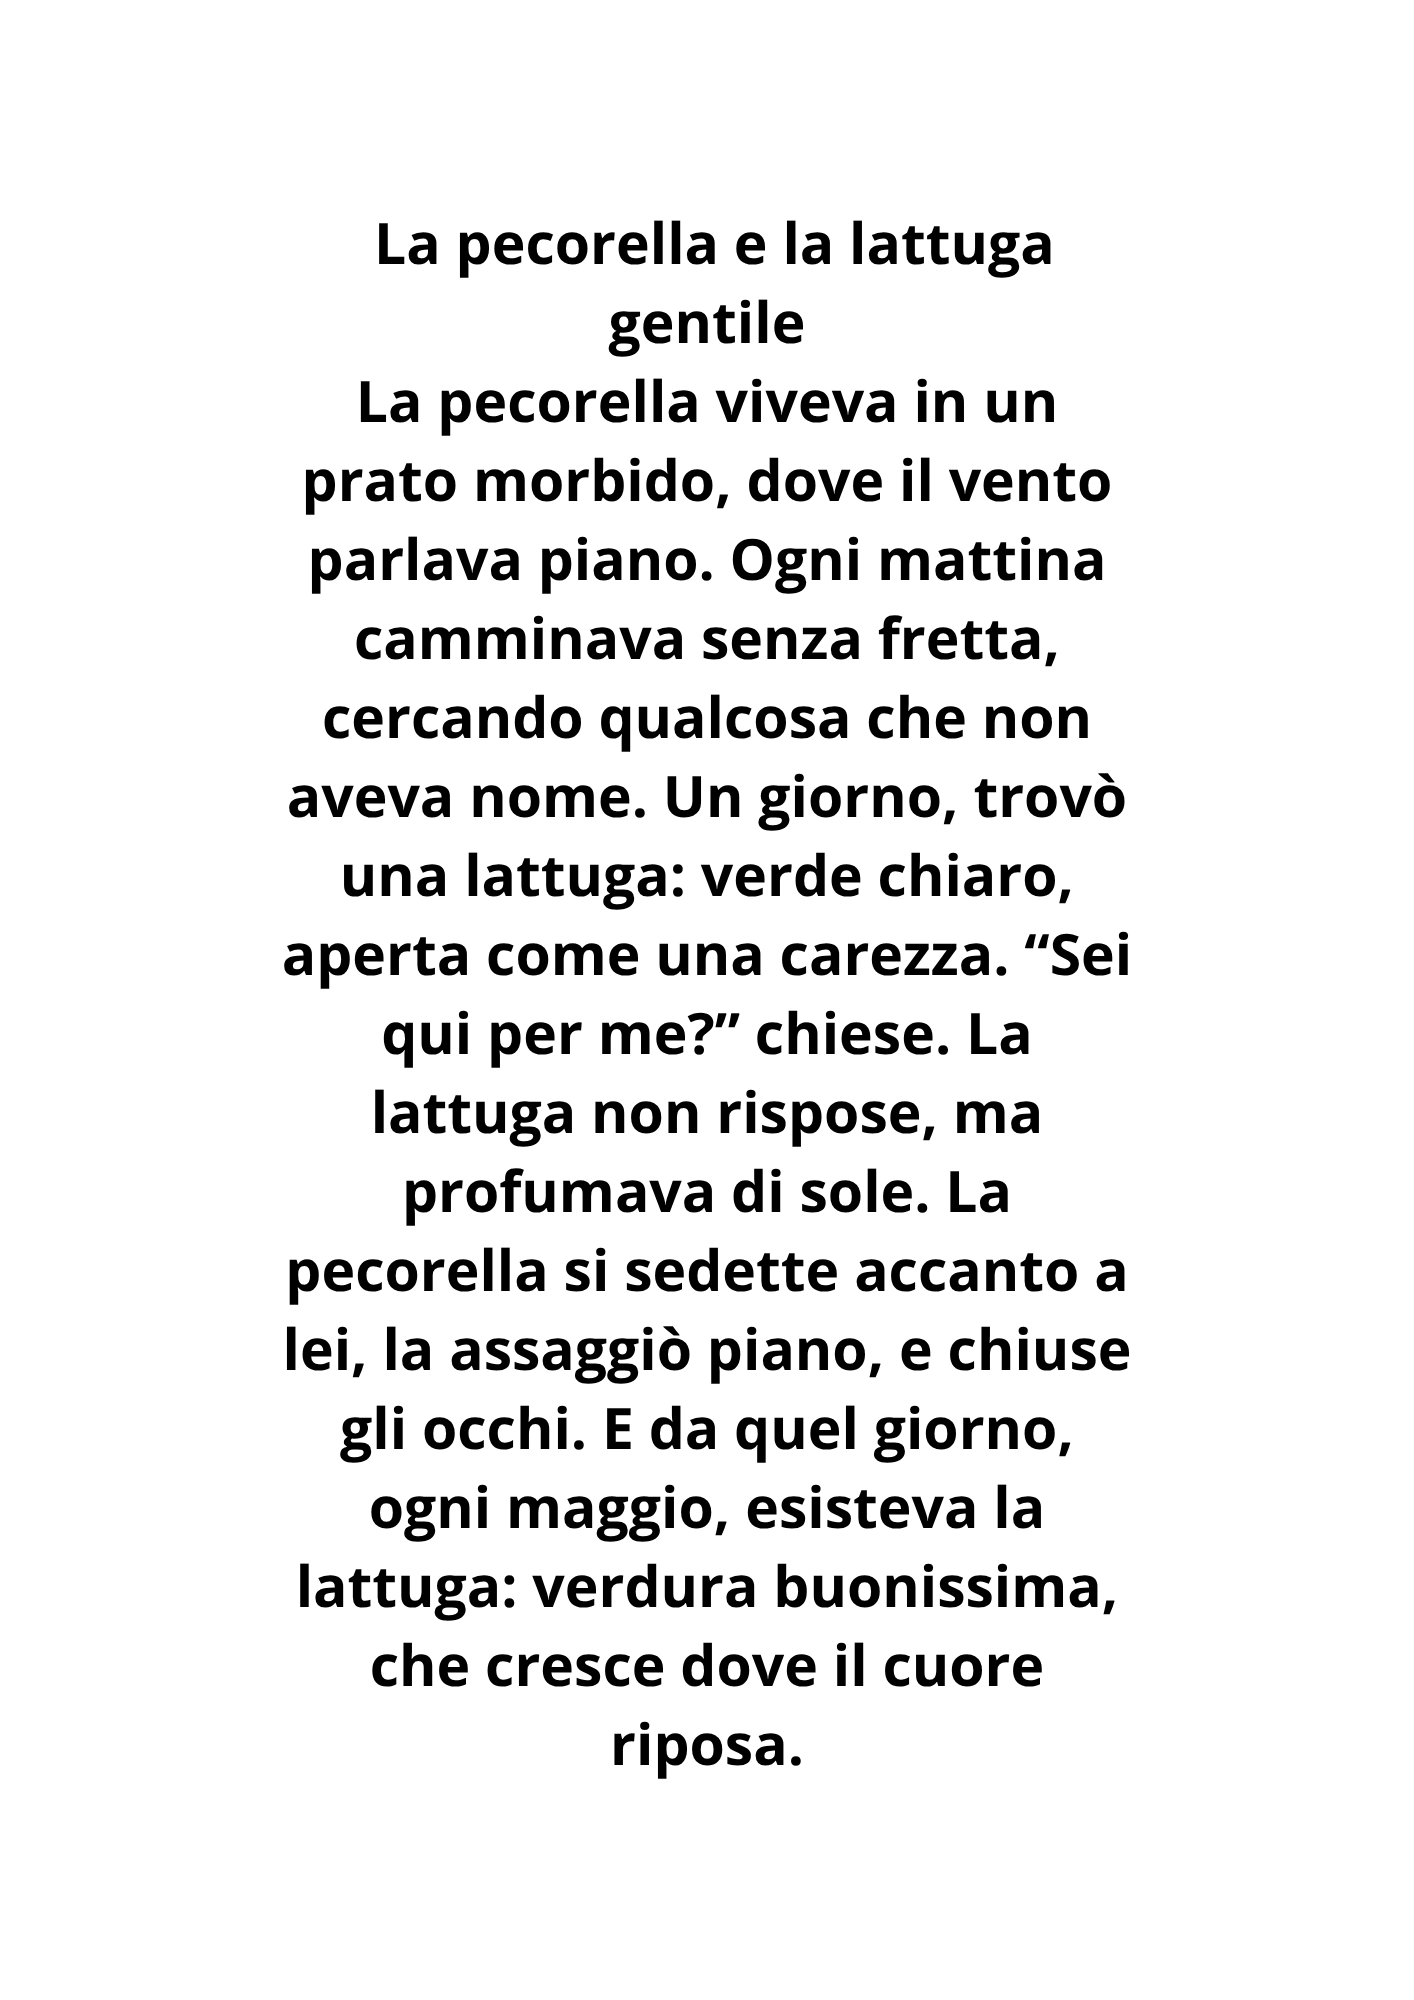 La pecorella e la lattuga
gentile
La pecorella viveva in un
prato morbido, dove il vento
parlava piano. Ogni mattina
camminava senza fretta,
cercando qualcosa che non
aveva nome. Un giorno, trovò
una lattuga: verde chiaro,
aperta come una carezza. “Sei
qui per me?” chiese. La
lattuga non rispose, ma
profumava di sole. La
pecorella si sedette accanto a
lei, la assaggiò piano, e chiuse
gli occhi. E da quel giorno,
ogni maggio, esisteva la
lattuga: verdura buonissima,
che cresce dove il cuore
riposa.